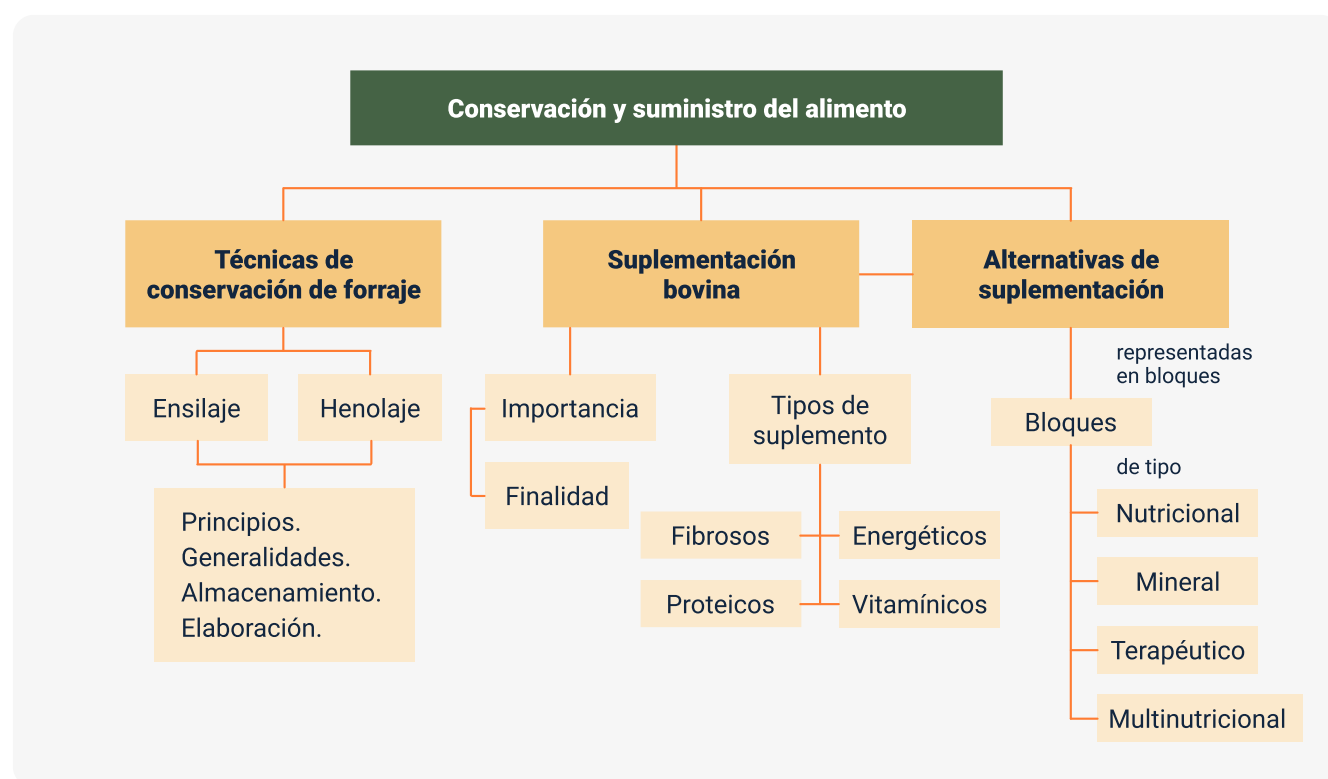 Conservación y suministro del alimento
Técnicas de
conservación de forraje
Suplementación
bovina
Alternativas de
suplementación
representadas
en bloques
Ensilaje
Henolaje
Importancia
Tipos de
suplemento
Bloques
de tipo
Finalidad
Principios.
Generalidades.
Almacenamiento.
Elaboración.
Fibrosos
Energéticos
Proteicos
Vitamínicos
Nutricional
Mineral
Terapéutico
Multinutricional